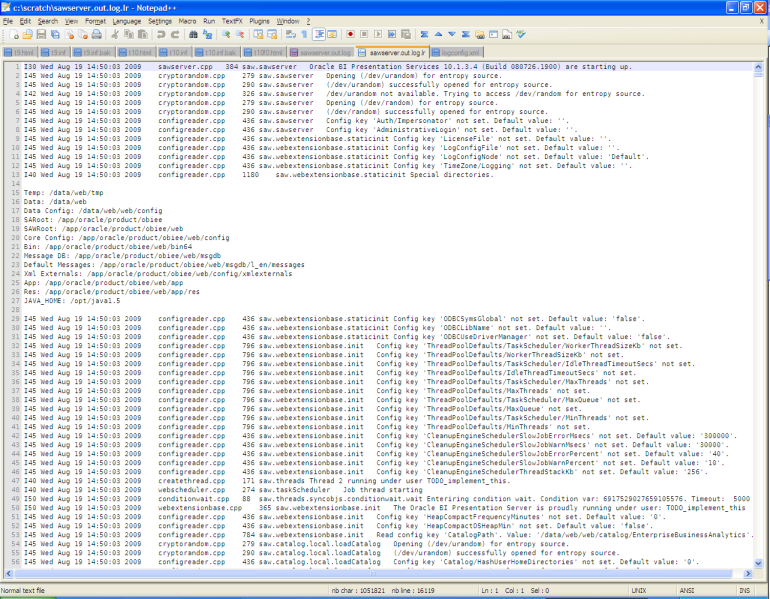 c:\scratch\sawserver.out.log.lr - Notepad++
File Edit Search View Format Language Settings Macro Run TextFX Plugins Window ?
t9.html t9.inf t9.inf.bak t10.html t10.inf t10.inf.bak t10f0.html sawserver.out.log sawserver.out.log.lr logconfig.xml
1 I30 Wed Aug 19 14:50:03 2009 sawserver.cpp 384 saw.sawserver Oracle BI Presentation Services 10.1.3.4 (Build 080726.1900) are starting up.
2 I45 Wed Aug 19 14:50:03 2009 cryptorandom.cpp 279 saw.sawserver Opening (/dev/urandom) for entropy source.
3 I45 Wed Aug 19 14:50:03 2009 cryptorandom.cpp 290 saw.sawserver (/dev/urandom) successfully opened for entropy source.
4 I42 Wed Aug 19 14:50:03 2009 cryptorandom.cpp 326 saw.sawserver /dev/urandom not available. Trying to access /dev/random for entropy source.
5 I45 Wed Aug 19 14:50:03 2009 cryptorandom.cpp 279 saw.sawserver Opening (/dev/random) for entropy source.
6 I45 Wed Aug 19 14:50:03 2009 cryptorandom.cpp 290 saw.sawserver (/dev/random) successfully opened for entropy source.
7 I45 Wed Aug 19 14:50:03 2009 configreader.cpp 436 saw.sawserver Config key 'Auth/Impersonator' not set. Default value: ''.
8 I45 Wed Aug 19 14:50:03 2009 configreader.cpp 436 saw.sawserver Config key 'AdministrativeLogin' not set. Default value: ''.
9 I45 Wed Aug 19 14:50:03 2009 configreader.cpp 436 saw.webextensionbase.staticinit Config key 'LicenseFile' not set. Default value: ''.
10 I45 Wed Aug 19 14:50:03 2009 configreader.cpp 436 saw.webextensionbase.staticinit Config key 'LogConfigFile' not set. Default value: ''.
11 I45 Wed Aug 19 14:50:03 2009 configreader.cpp 436 saw.webextensionbase.staticinit Config key 'LogConfigNode' not set. Default value: 'Default'.
12 I45 Wed Aug 19 14:50:03 2009 configreader.cpp 436 saw.webextensionbase.staticinit Config key 'TimeZone/Logging' not set. Default value: ''.
13 I40 Wed Aug 19 14:50:03 2009 configreader.cpp 1180 saw.webextensionbase.staticinit Special directories.
14
15 Temp: /data/web/tmp
16 Data: /data/web
17 Data Config: /data/web/web/config
18 SARoot: /app/oracle/product/obiee
19 SAWRoot: /app/oracle/product/obiee/web
20 Core Config: /app/oracle/product/obiee/web/config
21 Bin: /app/oracle/product/obiee/web/bin64
22 Message DB: /app/oracle/product/obiee/web/msgdb
23 Default Messages: /app/oracle/product/obiee/web/msgdb/l_en/messages
24 Xml Externals: /app/oracle/product/obiee/web/config/xmlexternals
25 App: /app/oracle/product/obiee/web/app
26 Res: /app/oracle/product/obiee/web/app/res
27 JAVA_HOME: /opt/java1.5
28
29 I45 Wed Aug 19 14:50:03 2009 configreader.cpp 436 saw.webextensionbase.staticinit Config key 'ODBCSymsGlobal' not set. Default value: 'false'.
30 I45 Wed Aug 19 14:50:03 2009 configreader.cpp 436 saw.webextensionbase.staticinit Config key 'ODBCLibName' not set. Default value: ''.
31 I45 Wed Aug 19 14:50:03 2009 configreader.cpp 436 saw.webextensionbase.staticinit Config key 'ODBCUseDriverManager' not set. Default value: 'false'.
32 I45 Wed Aug 19 14:50:03 2009 configreader.cpp 796 saw.webextensionbase.init Config key 'ThreadPoolDefaults/TaskScheduler/WorkerThreadSizeKb' not set.
33 I45 Wed Aug 19 14:50:03 2009 configreader.cpp 796 saw.webextensionbase.init Config key 'ThreadPoolDefaults/WorkerThreadSizeKb' not set.
34 I45 Wed Aug 19 14:50:03 2009 configreader.cpp 796 saw.webextensionbase.init Config key 'ThreadPoolDefaults/TaskScheduler/IdleThreadTimeoutSecs' not set.
35 I45 Wed Aug 19 14:50:03 2009 configreader.cpp 796 saw.webextensionbase.init Config key 'ThreadPoolDefaults/IdleThreadTimeoutSecs' not set.
36 I45 Wed Aug 19 14:50:03 2009 configreader.cpp 796 saw.webextensionbase.init Config key 'ThreadPoolDefaults/TaskScheduler/MaxThreads' not set.
37 I45 Wed Aug 19 14:50:03 2009 configreader.cpp 796 saw.webextensionbase.init Config key 'ThreadPoolDefaults/MaxThreads' not set.
38 I45 Wed Aug 19 14:50:03 2009 configreader.cpp 796 saw.webextensionbase.init Config key 'ThreadPoolDefaults/TaskScheduler/MaxQueue' not set.
39 I45 Wed Aug 19 14:50:03 2009 configreader.cpp 796 saw.webextensionbase.init Config key 'ThreadPoolDefaults/MaxQueue' not set.
40 I45 Wed Aug 19 14:50:03 2009 configreader.cpp 796 saw.webextensionbase.init Config key 'ThreadPoolDefaults/TaskScheduler/MinThreads' not set.
41 I45 Wed Aug 19 14:50:03 2009 configreader.cpp 796 saw.webextensionbase.init Config key 'ThreadPoolDefaults/MinThreads' not set.
42 I45 Wed Aug 19 14:50:03 2009 configreader.cpp 436 saw.webextensionbase.init Config key 'CleanupEngineSchedulerSlowJobErrorMsecs' not set. Default value: '300000'.
43 I45 Wed Aug 19 14:50:03 2009 configreader.cpp 436 saw.webextensionbase.init Config key 'CleanupEngineSchedulerSlowJobWarnMsecs' not set. Default value: '30000'.
44 I45 Wed Aug 19 14:50:03 2009 configreader.cpp 436 saw.webextensionbase.init Config key 'CleanupEngineSchedulerSlowJobErrorPercent' not set. Default value: '40'.
45 I45 Wed Aug 19 14:50:03 2009 configreader.cpp 436 saw.webextensionbase.init Config key 'CleanupEngineSchedulerSlowJobWarnPercent' not set. Default value: '10'.
46 I45 Wed Aug 19 14:50:03 2009 configreader.cpp 436 saw.webextensionbase.init Config key 'CleanupEngineSchedulerThreadStackKb' not set. Default value: '256'.
47 I40 Wed Aug 19 14:50:03 2009 createthread.cpp 171 saw.threads Thread 2 running under user TODO_implement_this.
48 I40 Wed Aug 19 14:50:03 2009 webscheduler.cpp 274 saw.taskScheduler Job thread starting
49 I50 Wed Aug 19 14:50:03 2009 conditionwait.cpp 88 saw.threads.syncobjs.conditionwait.wait Enteriring condition wait. Condition var: 6917529027659105576. Timeout: 5000
50 I10 Wed Aug 19 14:50:03 2009 webextensionbase.cpp 365 saw.webextensionbase.init The Oracle BI Presentation Server is proudly running under user: TODO_implement_this
51 I45 Wed Aug 19 14:50:03 2009 configreader.cpp 436 saw.webextensionbase.init Config key 'HeapCompactFrequencyMinutes' not set. Default value: '0'.
52 I45 Wed Aug 19 14:50:03 2009 configreader.cpp 436 saw.webextensionbase.init Config key 'HeapCompactOSHeapMin' not set. Default value: 'false'.
53 I45 Wed Aug 19 14:50:03 2009 configreader.cpp 784 saw.webextensionbase.init Read config key 'CatalogPath'. Value: '/data/web/web/catalog/EnterpriseBusinessAnalytics'.
54 I45 Wed Aug 19 14:50:03 2009 cryptorandom.cpp 279 saw.catalog.local.loadCatalog Opening (/dev/urandom) for entropy source.
55 I45 Wed Aug 19 14:50:03 2009 cryptorandom.cpp 290 saw.catalog.local.loadCatalog (/dev/urandom) successfully opened for entropy source.
56 I45 Wed Aug 19 14:50:03 2009 configreader.cpp 436 saw.catalog.local.loadCatalog Config key 'Catalog/HashUserHomeDirectories' not set. Default value: '0'.
Normal text file nb char : 1051821 nb line : 16119 Ln : 1 Col : 1 Sel : 0 UNIX ANSI INS